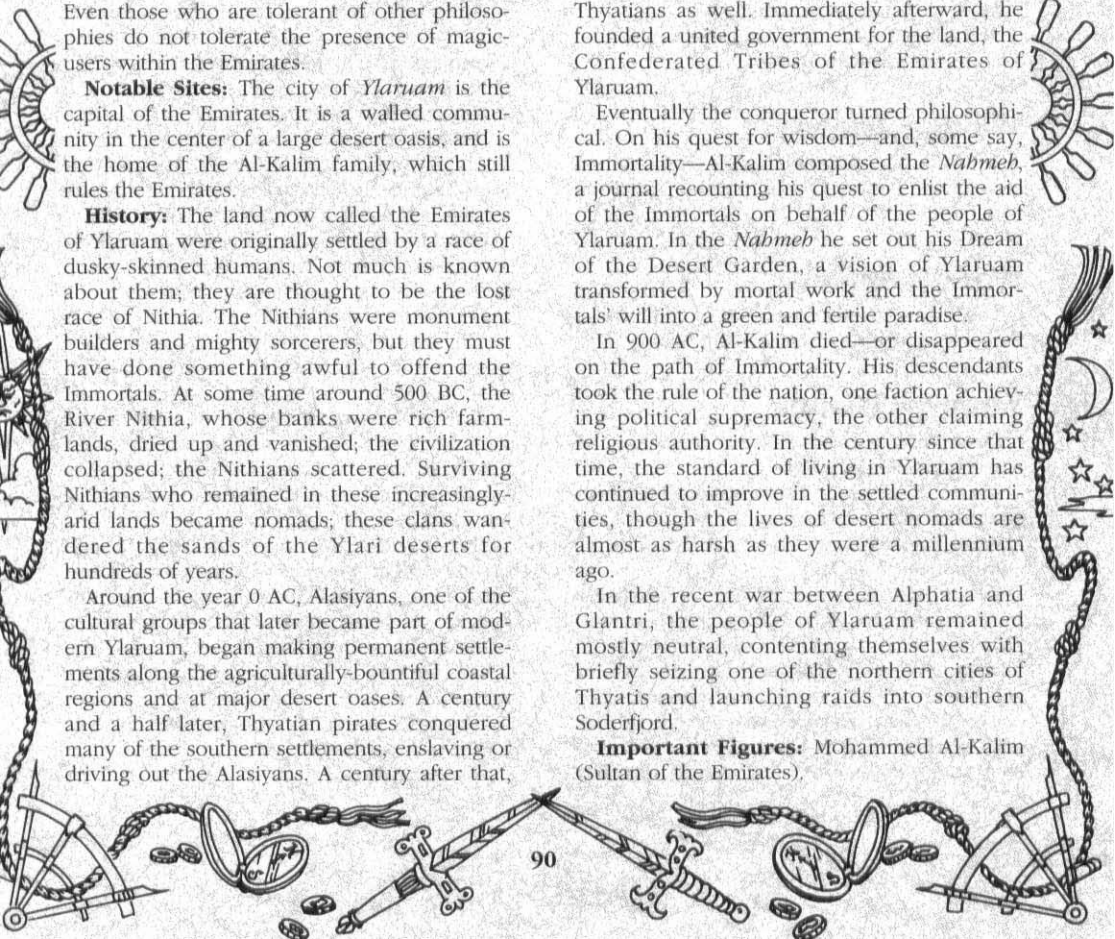 Even those who are tolerant of other philoso-
phies do not tolerate the presence of magic-
users within the Emirates.
Notable Sites: The city of Ylaruam is the
capital of the Emirates. It is a walled commu-
nity in the center of a large desert oasis, and is
the home of the Al-Kalim family, which still
rules the Emirates.
History: The land now called the Emirates
of Ylaruam were originally settled by a race of
dusky-skinned humans. Not much is known
about them; they are thought to be the lost
race of Nithia. The Nithians were monument
builders and mighty sorcerers, but they must
have done something awful to offend the
Immortals. At some time around 500 BC, the
River Nithia, whose banks were rich farm-
lands, dried up and vanished; the civilization
collapsed; the Nithians scattered. Surviving
Nithians who remained in these increasingly-
arid lands became nomads; these clans wan-
dered the sands of the Ylari deserts for
hundreds of years.
Around the year 0 AC, Alasiyans, one of the
cultural groups that later became part of mod-
ern Ylaruam, began making permanent settle-
ments along the agriculturally-bountiful coastal
regions and at major desert oases. A century
and a half later, Thyatian pirates conquered
many of the southern settlements, enslaving or
driving out the Alasiyans. A century after that,
Thyatians as well. Immediately afterward, he
founded a united government for the land, the
Confederated Tribes of the Emirates of
Ylaruam.
Eventually the conqueror turned philosophi-
cal. On his quest for wisdom—and, some say,
Immortality—Al-Kalim composed the Nahmeh,
a journal recounting his quest to enlist the aid
of the Immortals on behalf of the people of
Ylaruam. In the Nahmeh he set out his Dream
of the Desert Garden, a vision of Ylaruam
transformed by mortal work and the Immor-
tals' will into a green and fertile paradise.
In 900 AC, Al-Kalim died—or disappeared
on the path of Immortality. His descendants
took the rule of the nation, one faction achiev-
ing political supremacy, the other claiming
religious authority. In the century since that
time, the standard of living in Ylaruam has
continued to improve in the settled communi-
ties, though the lives of desert nomads are
almost as harsh as they were a millennium
ago.
In the recent war between Alphatia and
Glantri, the people of Ylaruam remained
mostly neutral, contenting themselves with
briefly seizing one of the northern cities of
Thyatis and launching raids into southern
Soderfjord.
Important Figures: Mohammed Al-Kalim
(Sultan of the Emirates).
90